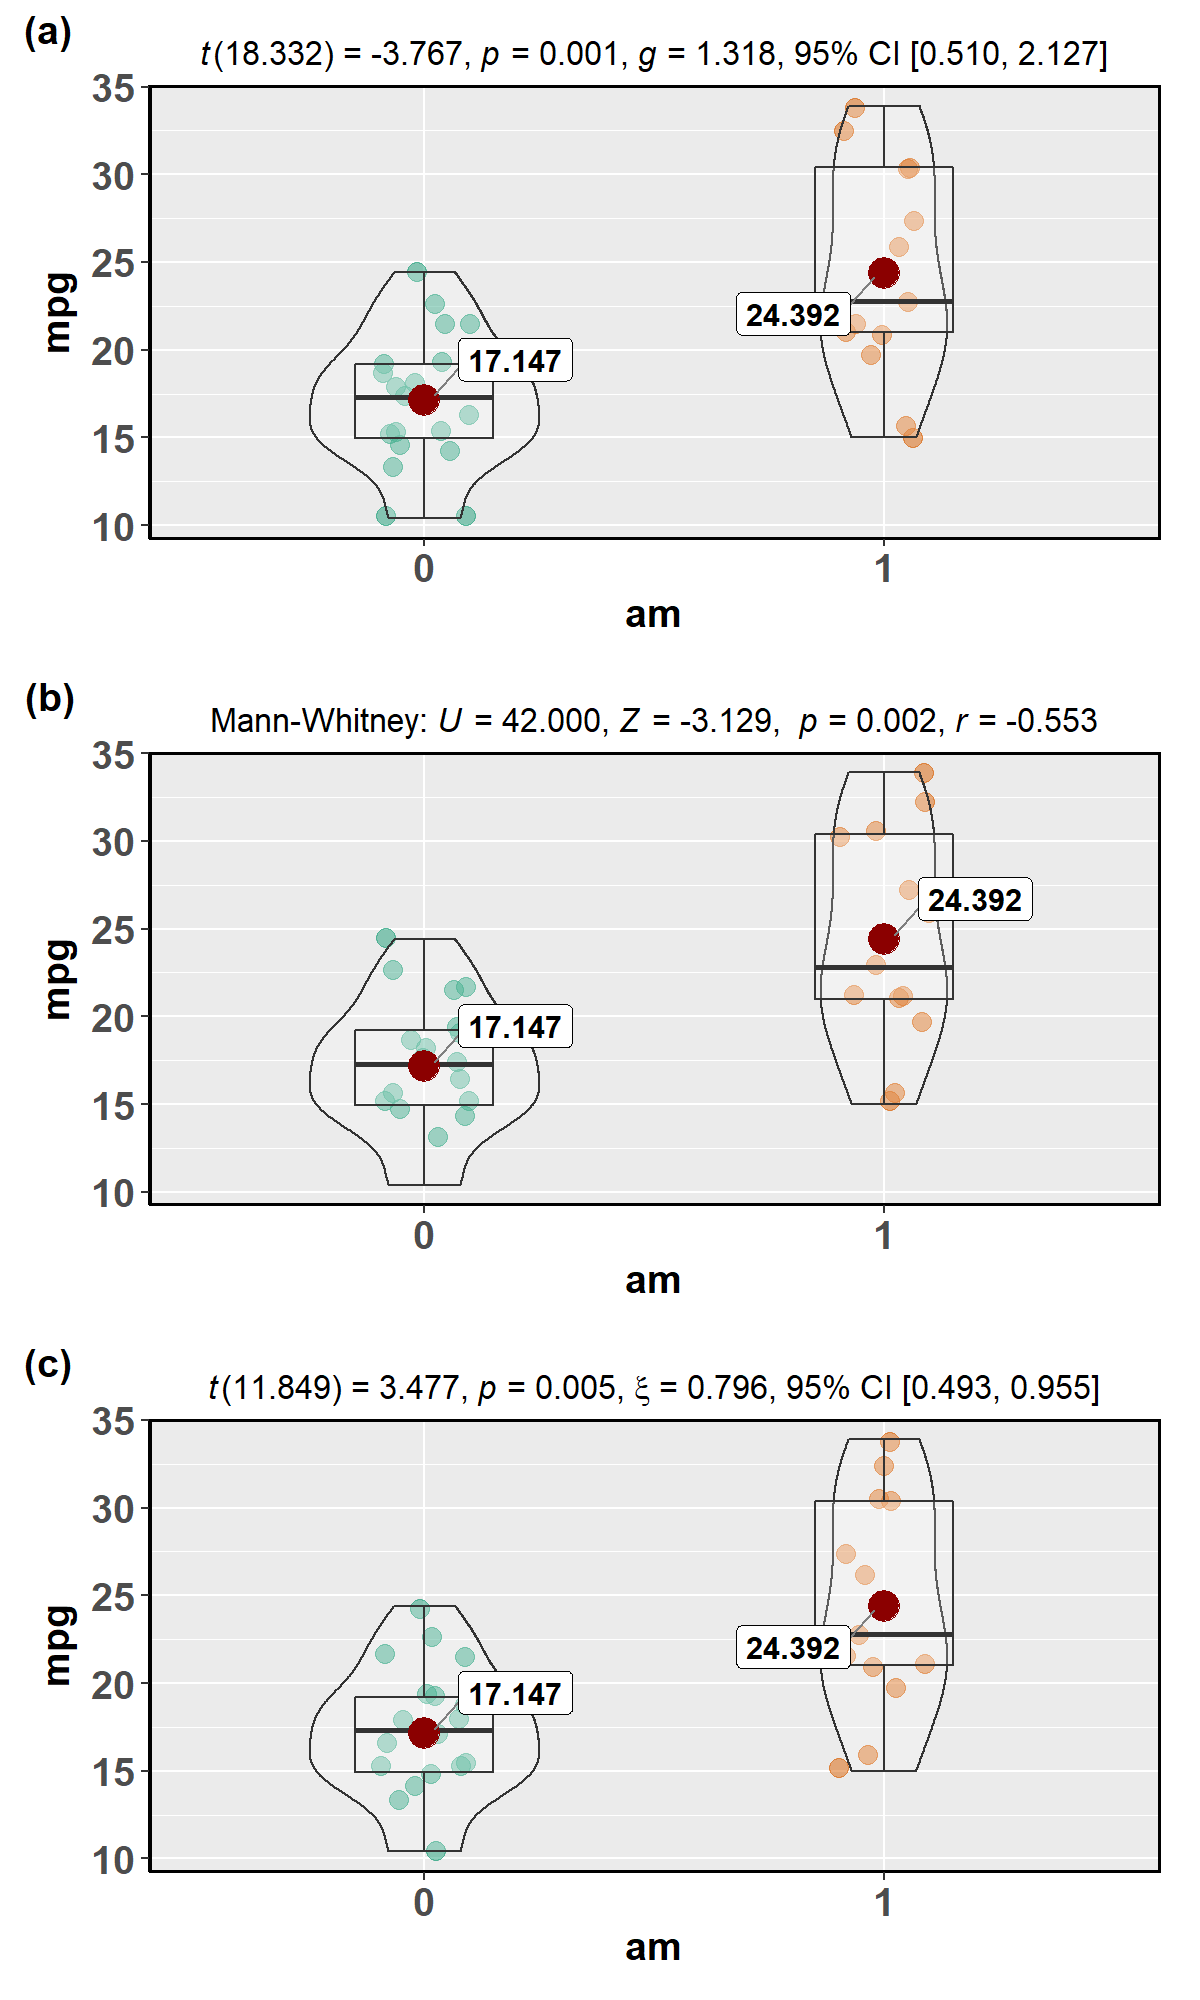 (a)
t(18.332) = -3.767, p = 0.001, g = 1.318, 95% CI [0.510, 2.127]
35
30
25
20
15
10
mpg
24.392
17.147
0 1
am
(b)
Mann-Whitney: U = 42.000, Z = -3.129, p = 0.002, r = -0.553
35
30
25
20
15
10
mpg
24.392
17.147
0 1
am
(c)
t(11.849) = 3.477, p = 0.005, ξ = 0.796, 95% CI [0.493, 0.955]
35
30
25
20
15
10
mpg
24.392
17.147
0 1
am